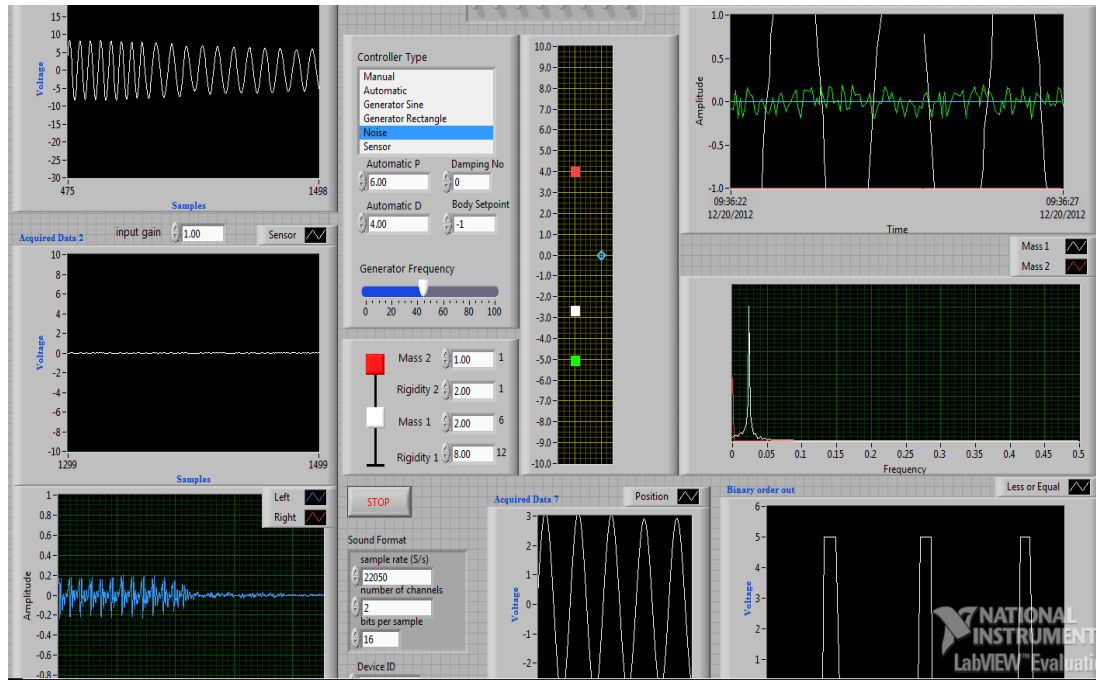 15
10
5
0
-5
-10
-15
-20
-25
-30
Voltage
475 1498
Samples
Acquired Data 2
input gain 1.00
Sensor
10
8
6
4
2
0
-2
-4
-6
-8
-10
Voltage
1299 1499
Samples
Left
Right
1
0.8
0.6
0.4
0.2
0
-0.2
-0.4
-0.6
-0.8
Amplitude
Controller Type
Manual
Automatic
Generator Sine
Generator Rectangle
Noise
Sensor
Automatic P Damping No
6.00 0
Automatic D Body Setpoint
4.00 -1
Generator Frequency
0 20 40 60 80 100
Mass 2 1.00 1
Rigidity 2 2.00 1
Mass 1 2.00 6
Rigidity 1 8.00 12
STOP
Sound Format
sample rate (S/s)
22050
number of channels
2
bits per sample
16
Device ID
10.0
9.0
8.0
7.0
6.0
5.0
4.0
3.0
2.0
1.0
0.0
-1.0
-2.0
-3.0
-4.0
-5.0
-6.0
-7.0
-8.0
-9.0
-10.0
Acquired Data 7
Position
3
2
1
0
-1
-2
Voltage
1.0
0.5
0.0
-0.5
-1.0
Amplitude
09:36:22 09:36:27
12/20/2012 12/20/2012
Time
Mass 1
Mass 2
0 0.05 0.1 0.15 0.2 0.25 0.3 0.35 0.4 0.45 0.5
Frequency
Binary order out
Less or Equal
6
5
4
3
2
1
Voltage
NATIONAL
INSTRUMENT
LabVIEW™ Evaluatio